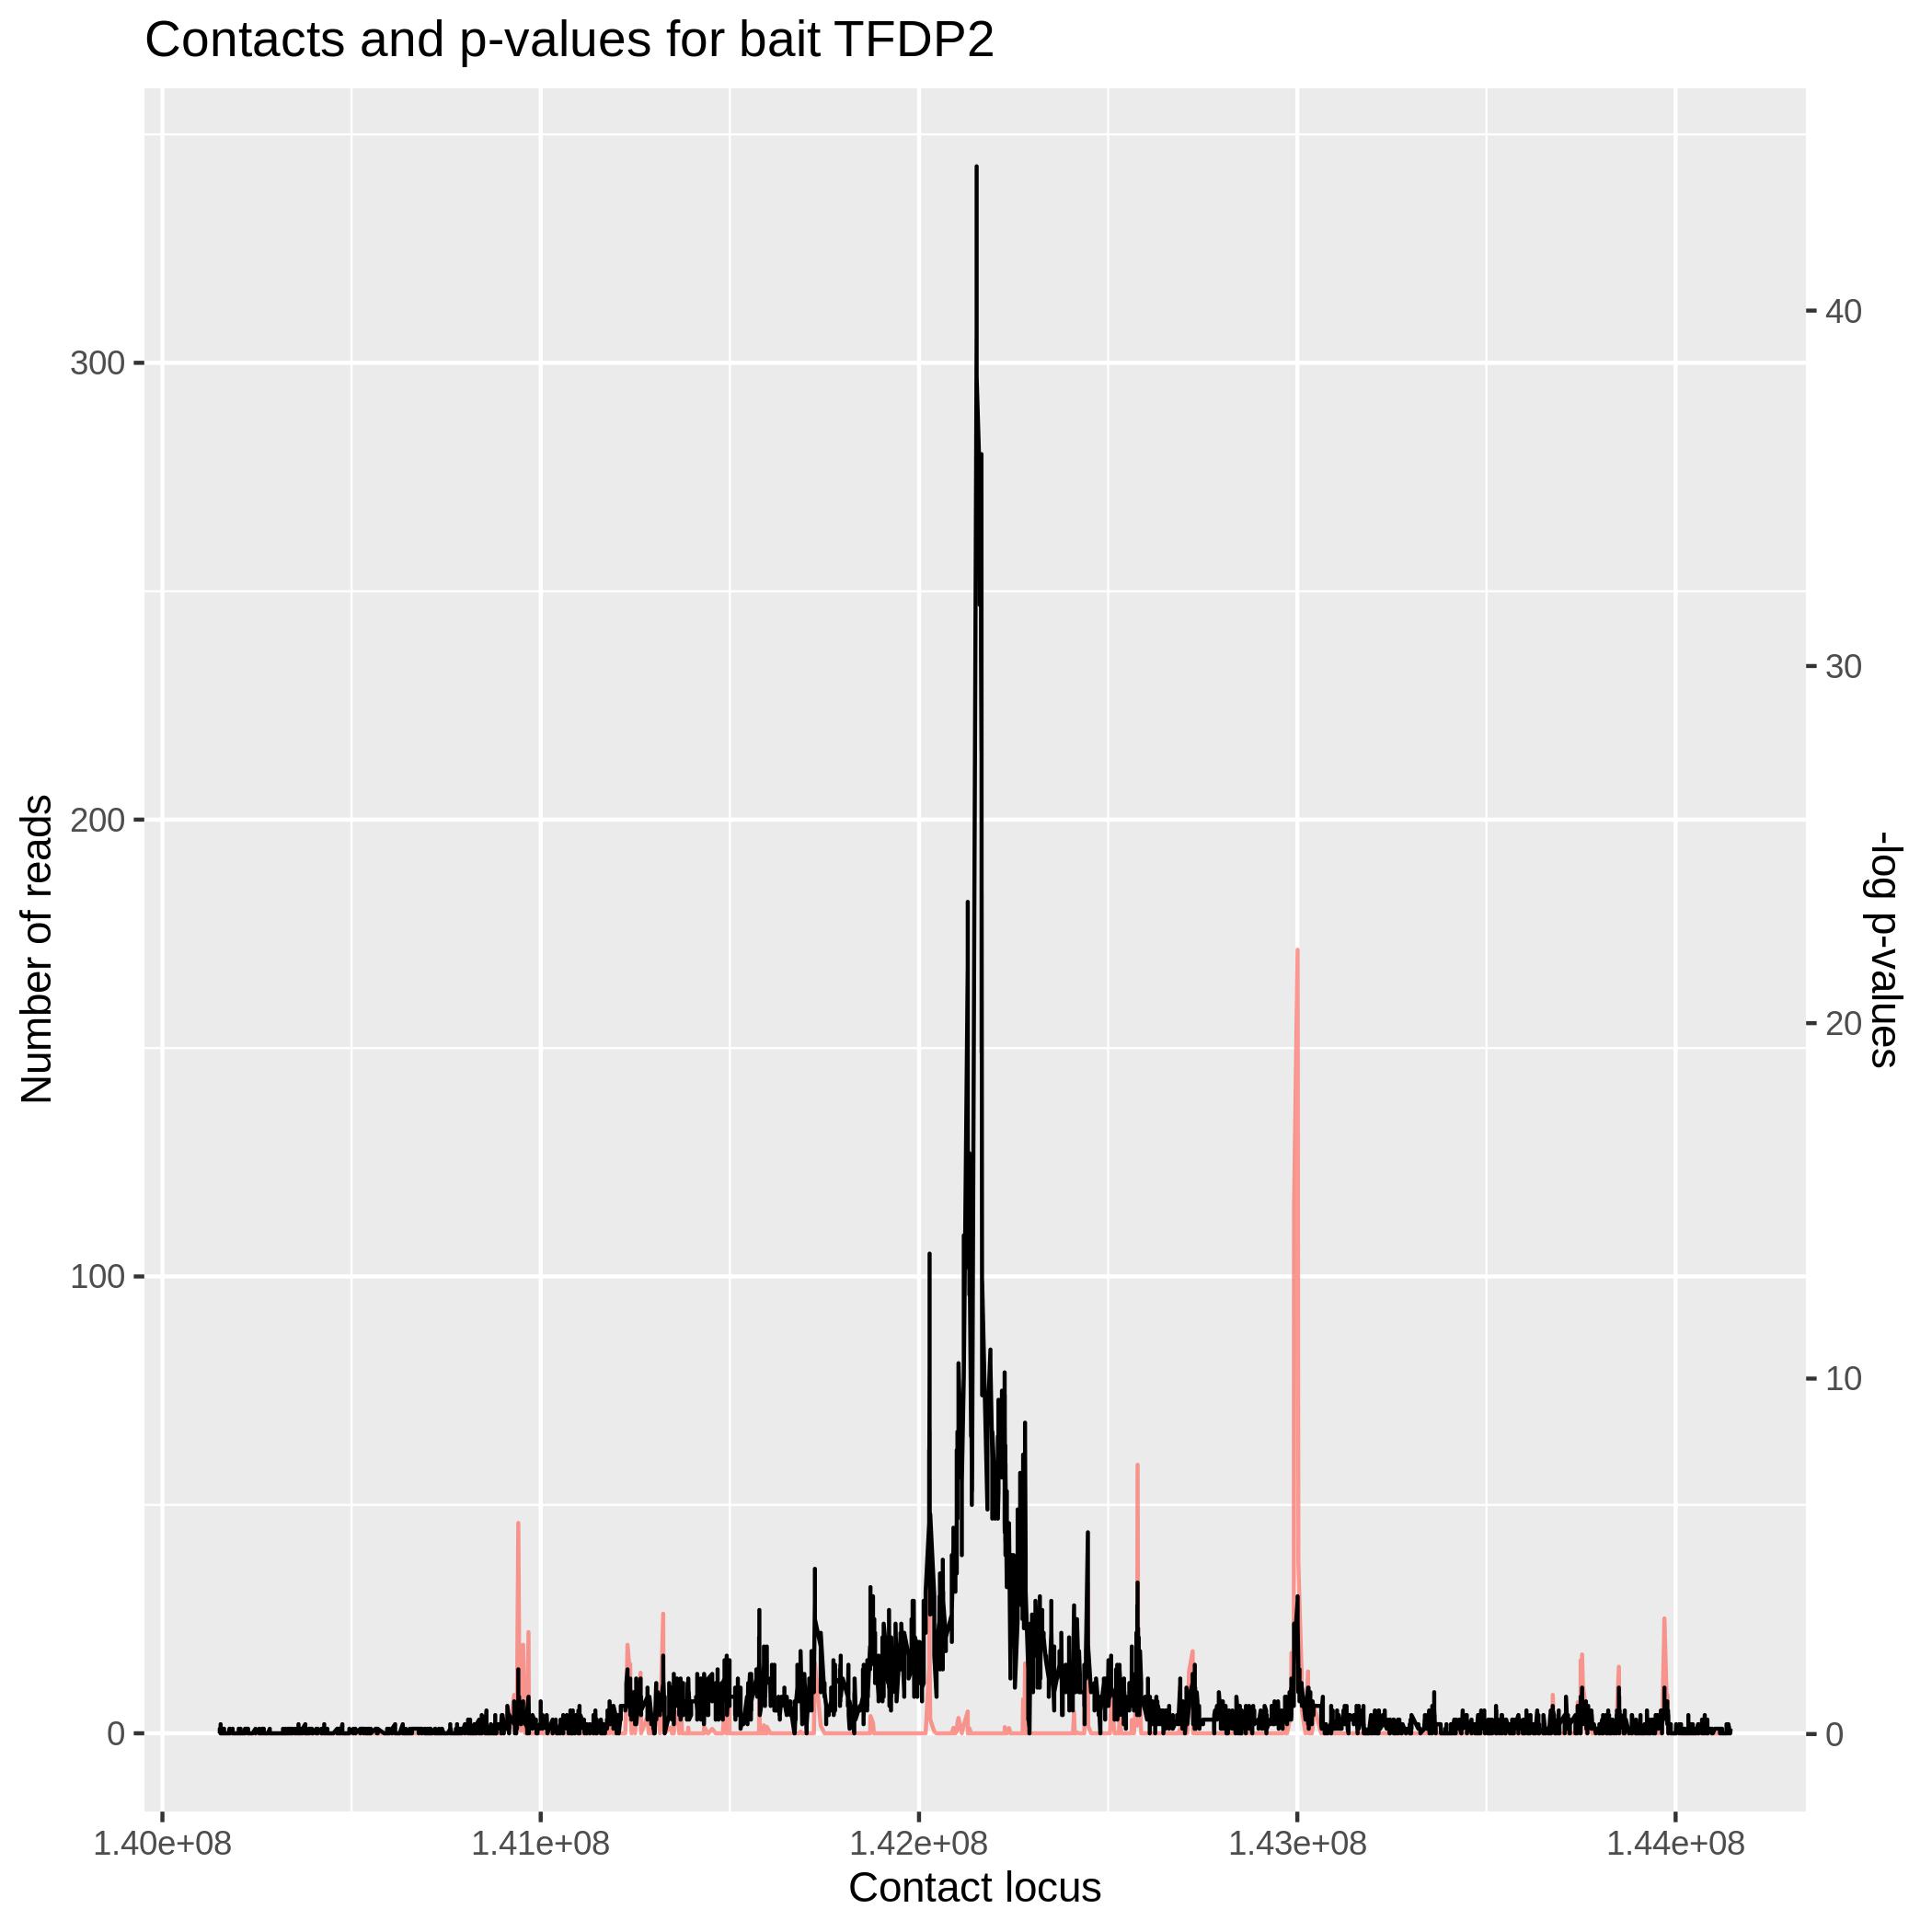 Contacts and p-values for bait TFDP2
Number of reads
300
200
100
0
40
30
20
10
0
-log p-values
1.40e+08
1.41e+08
1.42e+08
1.43e+08
1.44e+08
Contact locus